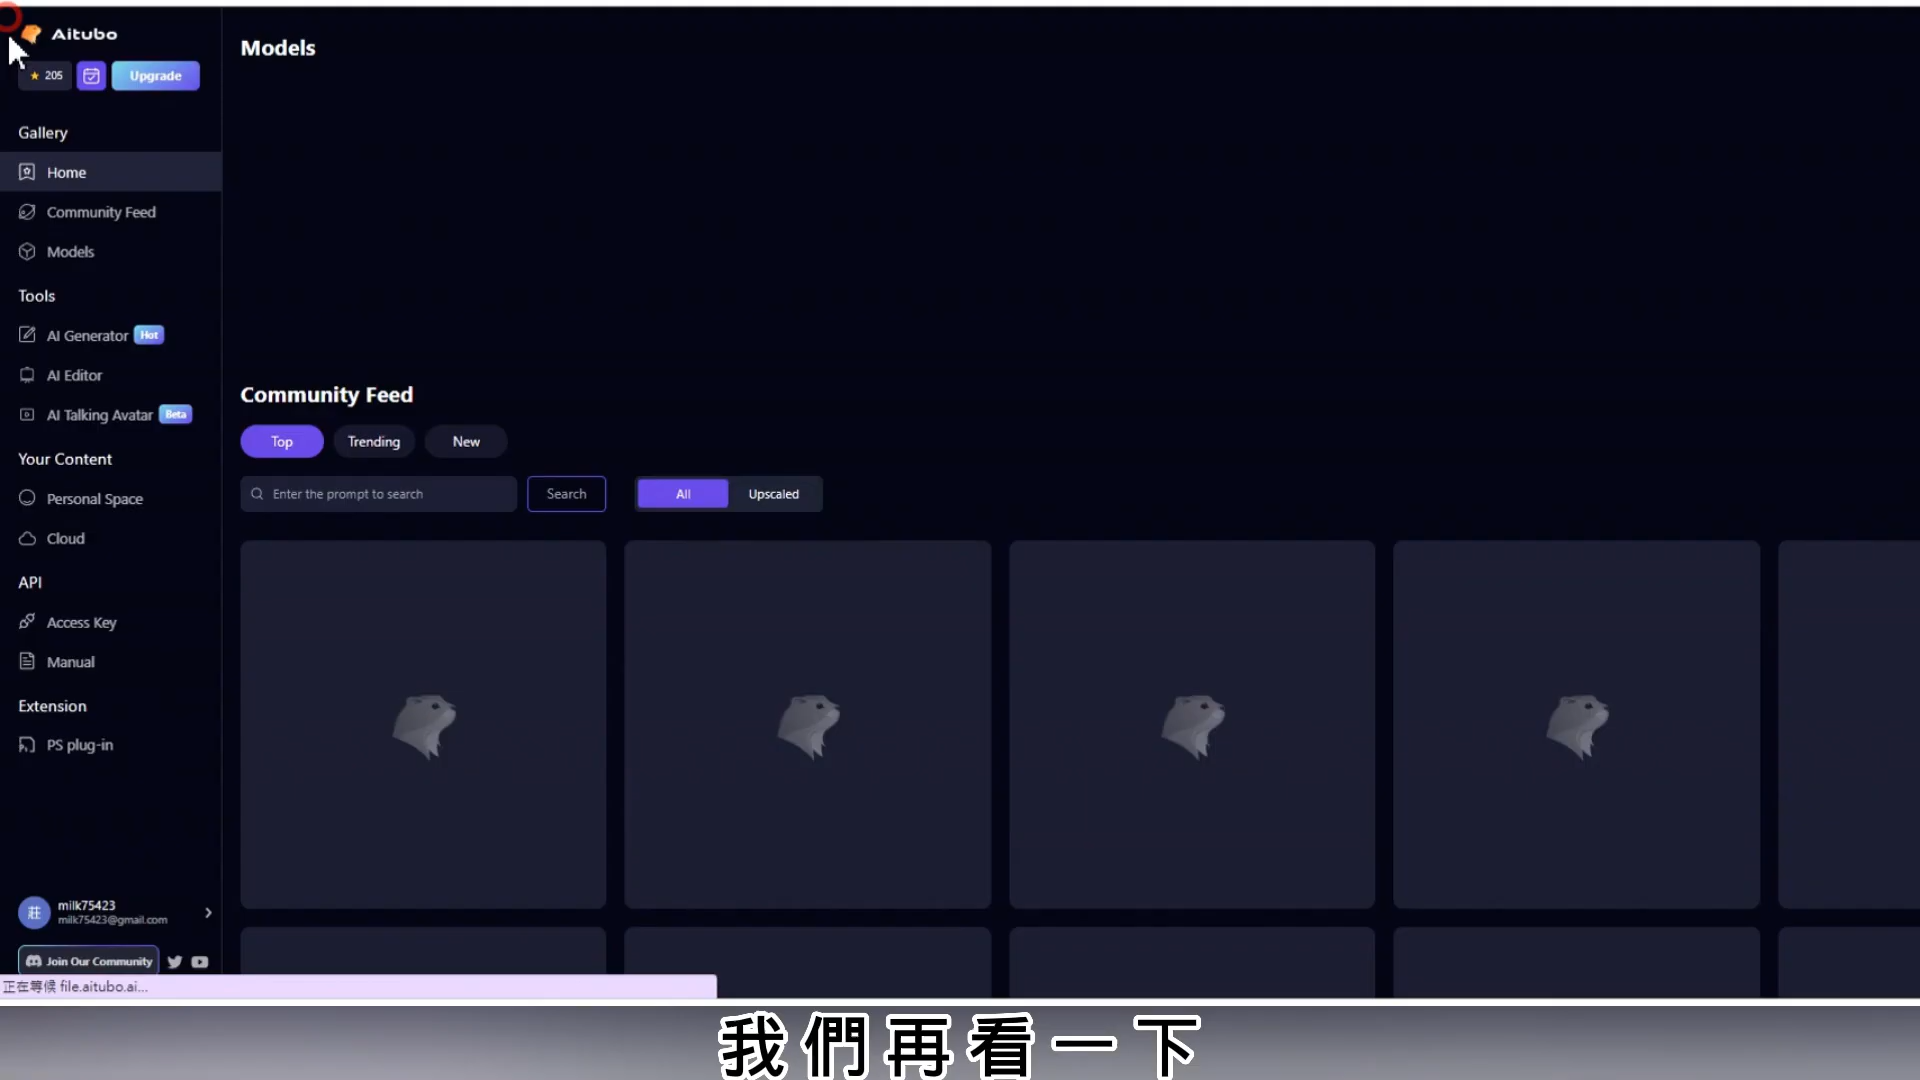 Aitubo
205
Upgrade
Gallery
Home
Community Feed
Models
Tools
AI Generator Hot
AI Editor
AI Talking Avatar Beta
Your Content
Personal Space
Cloud
API
Access Key
Manual
Extension
PS plug-in
milk75423
milk75423@gmail.com
Join Our Community
正在等候 file.aitubo.ai...
Models
Community Feed
Top Trending New
Enter the prompt to search Search All Upscaled
我們再看一下